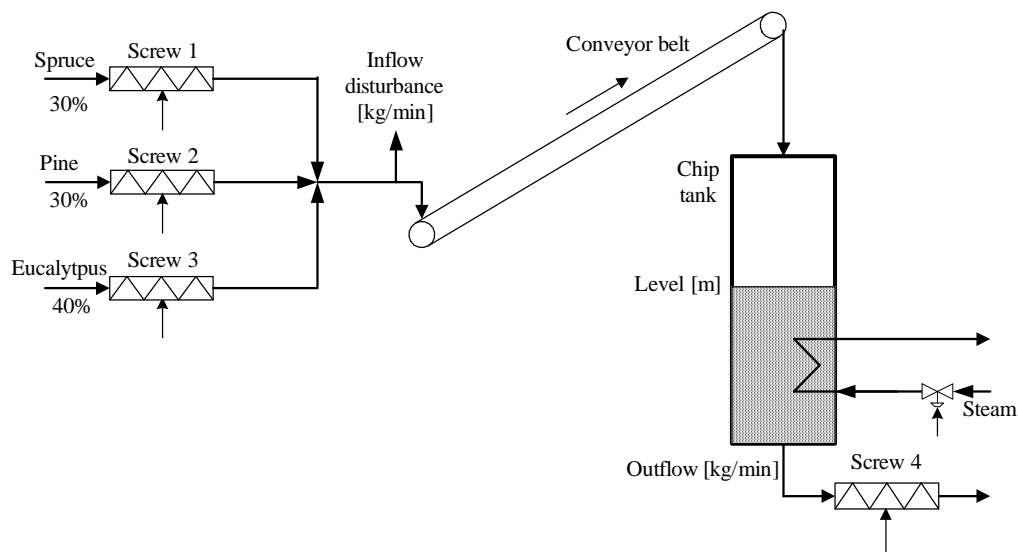 Spruce
30%
Screw 1
Pine
30%
Screw 2
Eucalytpus
40%
Screw 3
Inflow
disturbance
[kg/min]
Conveyor belt
Chip
tank
Level [m]
Steam
Outflow [kg/min]
Screw 4